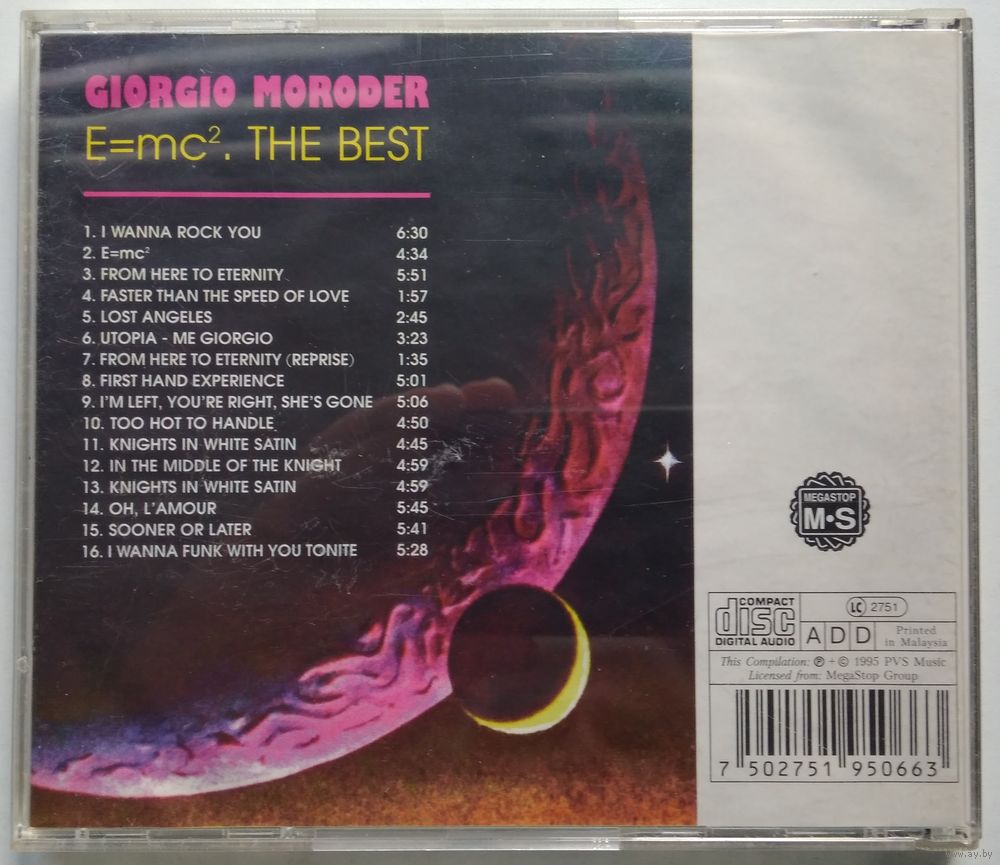 GIORGIO MORODER
E=mc². THE BEST
1. I WANNA ROCK YOU 6:30
2. E=mc² 4:34
3. FROM HERE TO ETERNITY 5:51
4. FASTER THAN THE SPEED OF LOVE 1:57
5. LOST ANGELES 2:45
6. UTOPIA - ME GIORGIO 3:23
7. FROM HERE TO ETERNITY (REPRISE) 1:35
8. FIRST HAND EXPERIENCE 5:01
9. I'M LEFT, YOU'RE RIGHT, SHE'S GONE 5:06
10. TOO HOT TO HANDLE 4:50
11. KNIGHTS IN WHITE SATIN 4:45
12. IN THE MIDDLE OF THE KNIGHT 4:59
13. KNIGHTS IN WHITE SATIN 4:59
14. OH, L'AMOUR 5:45
15. SOONER OR LATER 5:41
16. I WANNA FUNK WITH YOU TONITE 5:28
MEGASTOP
M•S
COMPACT
disc
DIGITAL AUDIO
LC 2751
ADD
Printed
in Malaysia
This Compilation: ℗ + © 1995 PVS Music
Licensed from: MegaStop Group
7 502751 950663
www.ay.by